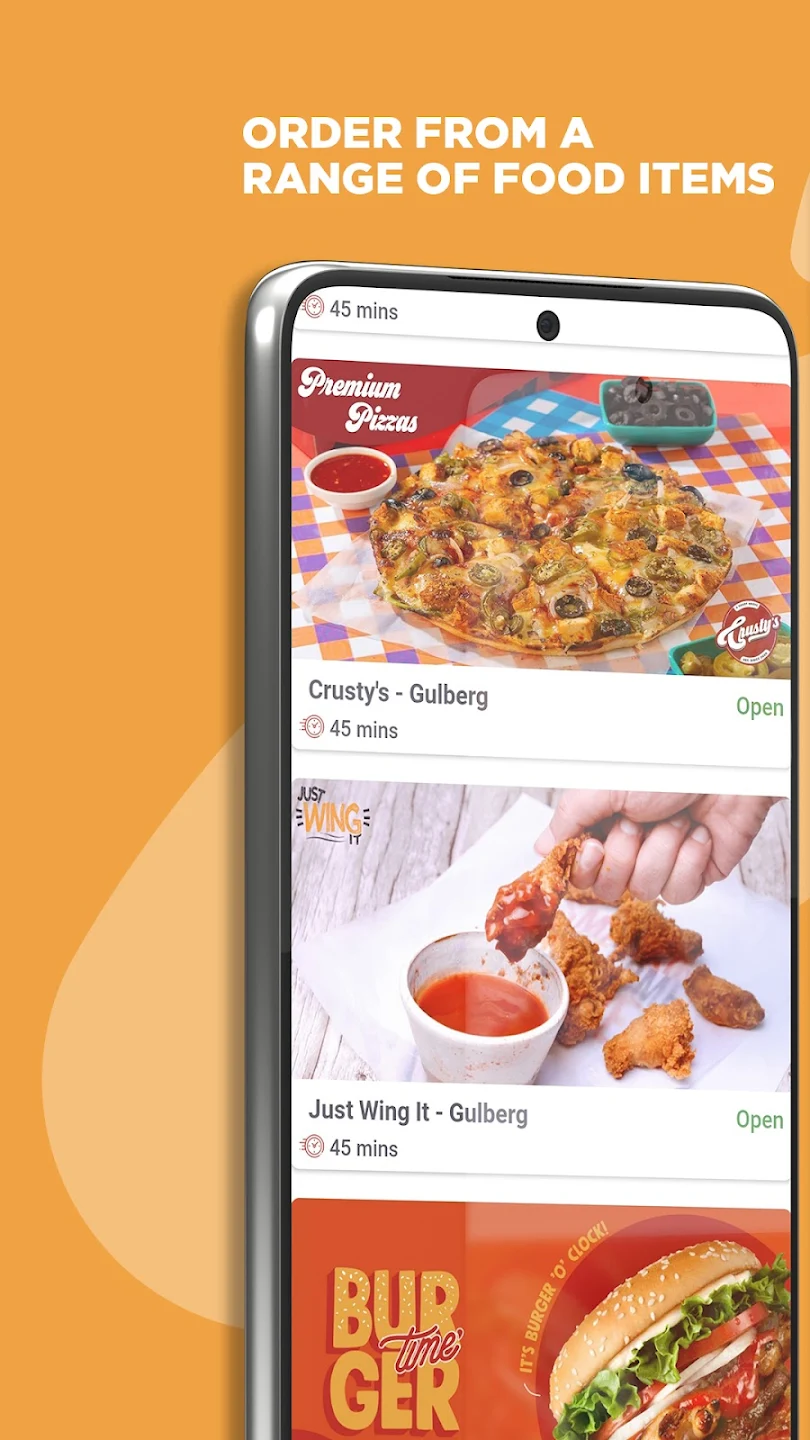 ORDER FROM A
RANGE OF FOOD ITEMS
45 mins
Premium
Pizzas
Crusty's
Crusty's - Gulberg
Open
45 mins
JUST
WING
IT
Just Wing It - Gulberg
Open
45 mins
IT'S BURGER 'O' CLOCK!
BUR
time
GER